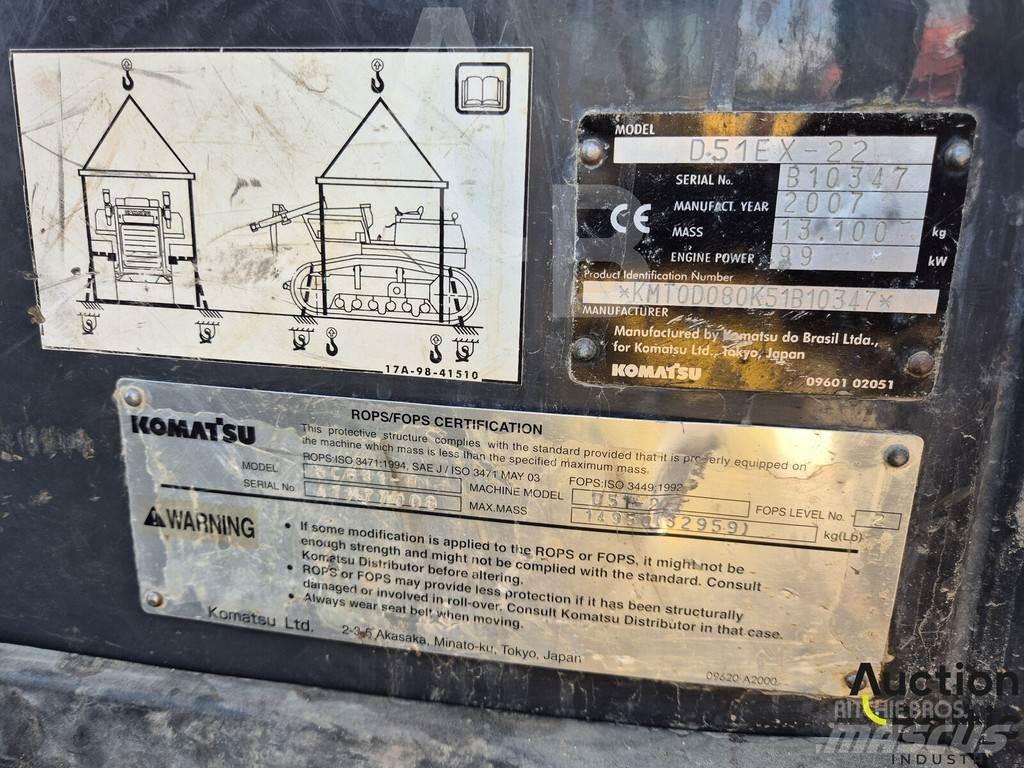 17A-98-41510
MODEL D51EX-22
SERIAL No. B10347
MANUFACT. YEAR 2007
MASS 13.100 kg
ENGINE POWER 99 kW
CE
Product Identification Number
*KMT0D080K51B10347*
MANUFACTURER
Manufactured by Komatsu do Brasil Ltda.,
for Komatsu Ltd., Tokyo, Japan
KOMATSU 09601 02051
KOMATSU
ROPS/FOPS CERTIFICATION
This protective structure complies with the standard provided that it is properly equipped on
the machine which mass is less than the specified maximum mass.
ROPS:ISO 3471:1994, SAE J / ISO 3471 MAY 03 FOPS:ISO 3449:1992
MODEL MACHINE MODEL FOPS LEVEL No. 2
SERIAL No MAX.MASS kg(Lb)
WARNING
• If some modification is applied to the ROPS or FOPS, it might not be
enough strength and might not be complied with the standard. Consult
Komatsu Distributor before altering.
• ROPS or FOPS may provide less protection if it has been structurally
damaged or involved in roll-over. Consult Komatsu Distributor in that case.
• Always wear seat belt when moving.
Komatsu Ltd. 2-3-6 Akasaka, Minato-ku, Tokyo, Japan
09620 A2000
Auction
RITCHIE BROS
mascus
INDUST